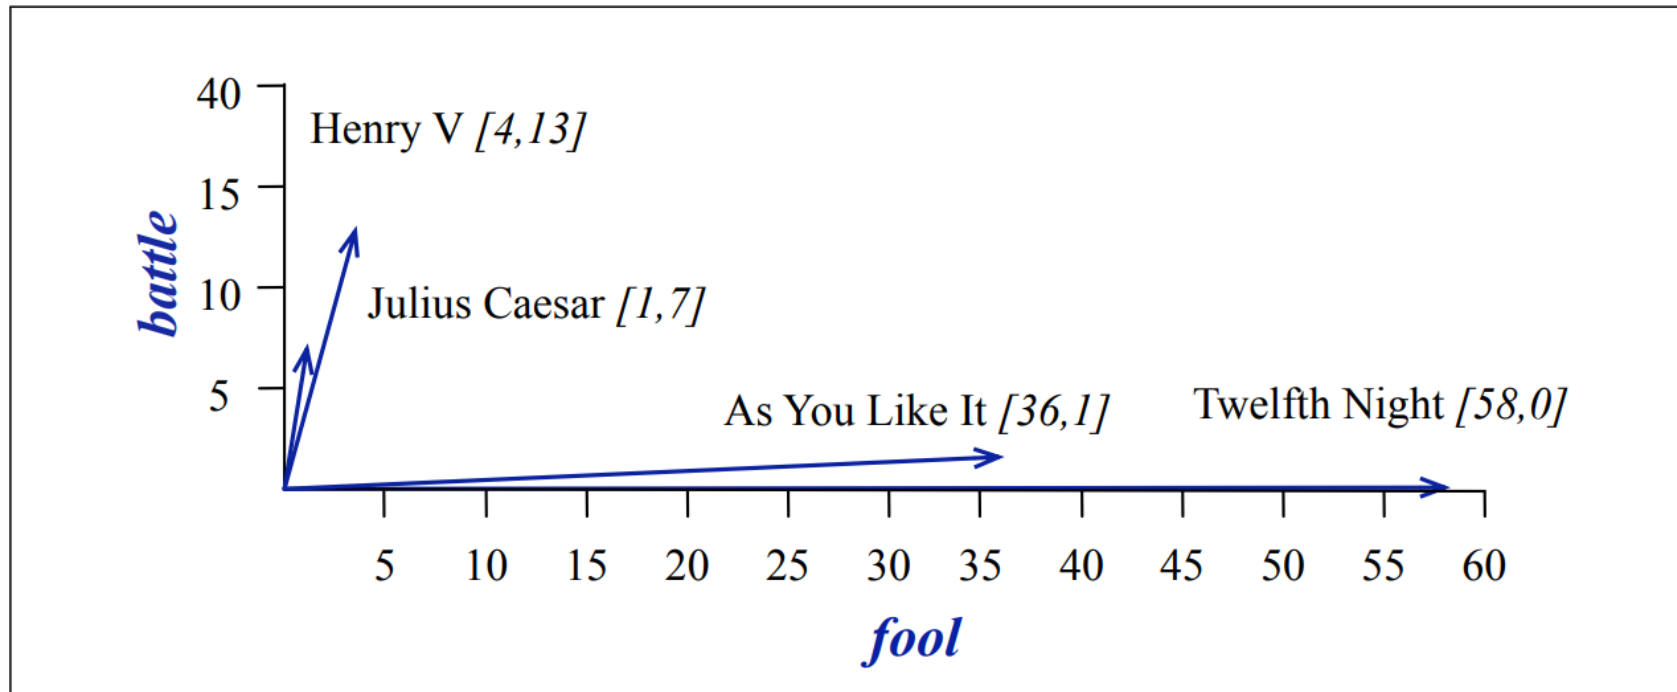 40
Henry V [4,13]
15
battle
10
Julius Caesar [1,7]
5
As You Like It [36,1]
Twelfth Night [58,0]
5 10 15 20 25 30 35 40 45 50 55 60
fool